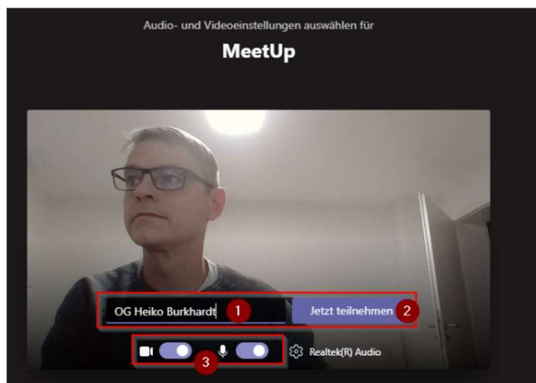 Audio- und Videoeinstellungen auswählen für
MeetUp
OG Heiko Burkhardt 1 Jetzt teilnehmen 2
3 Realtek(R) Audio